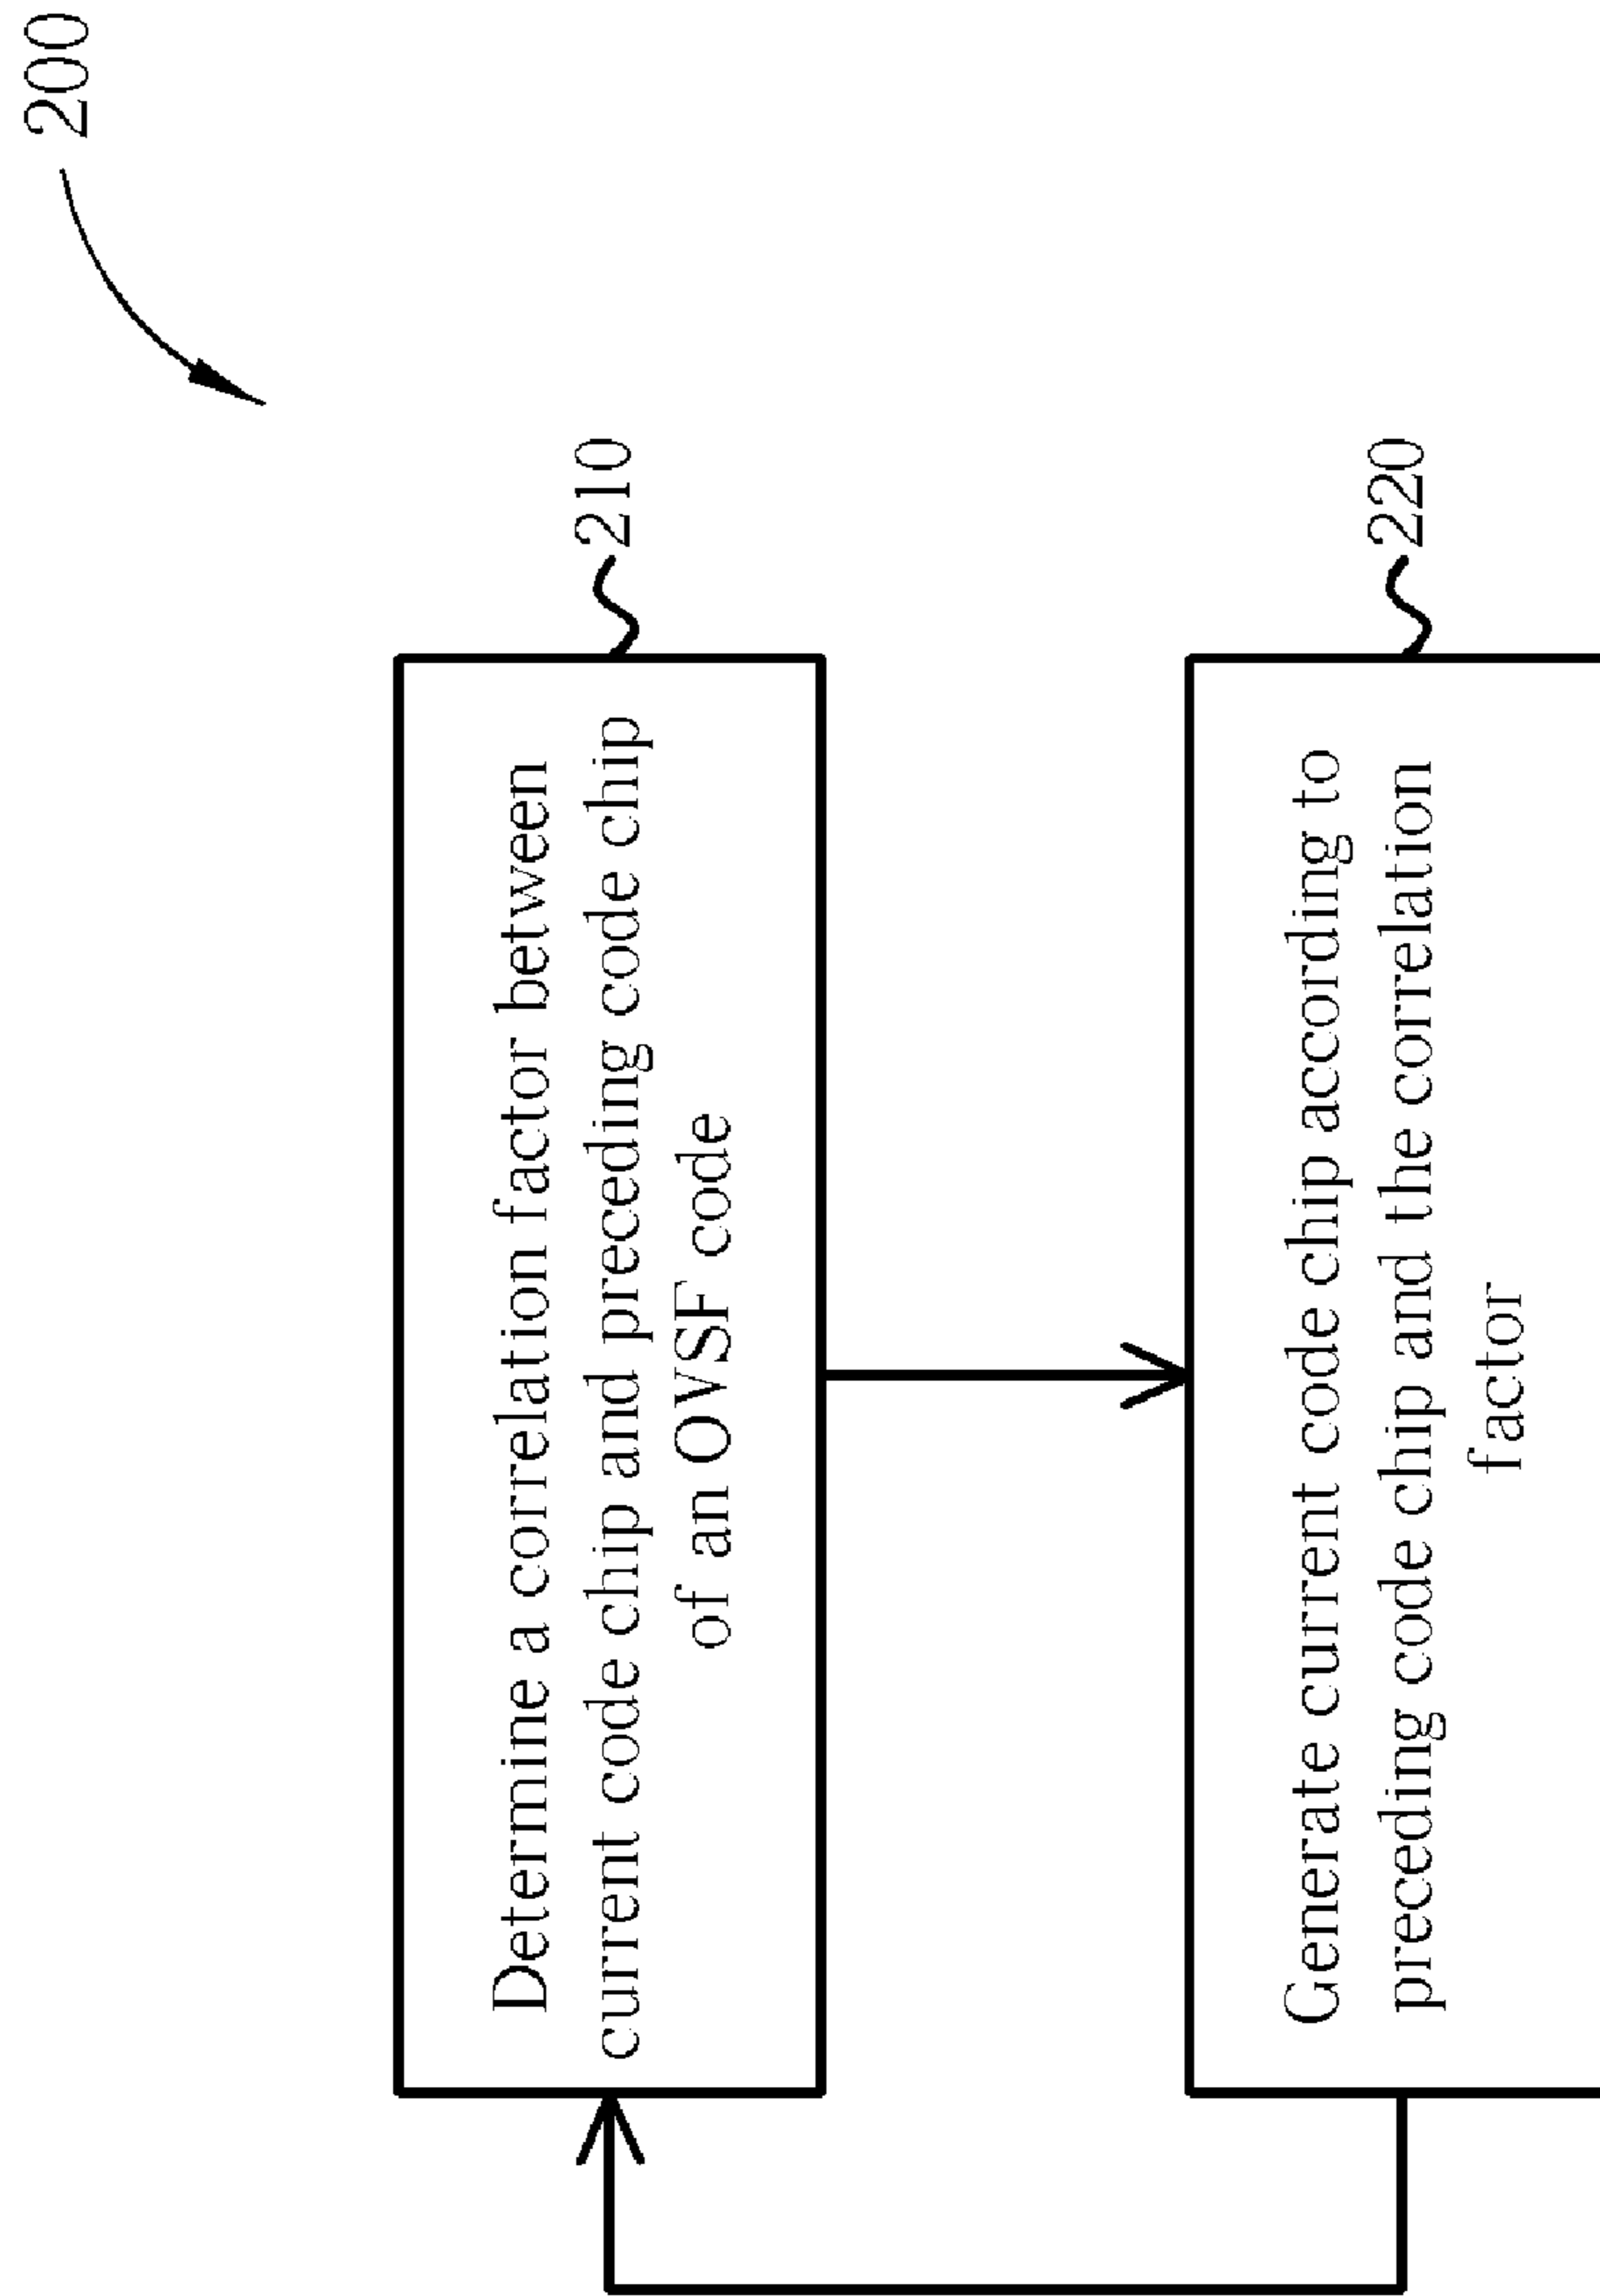 200
Determine a correlation factor between
current code chip and preceding code chip
of an OVSF code
210
Generate current code chip according to
preceding code chip and the correlation
factor
220